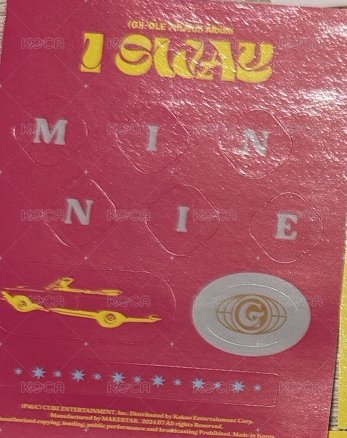 (G)I-DLE 7th Mini Album
I SWAY
M I N
N I E
G
(P)&(C) CUBE ENTERTAINMENT, Inc. Distributed by Kakao Entertainment Corp.
Manufactured by MAKESTAR. 2024.07 All rights Reserved.
unauthorized copying, lending, public performance and broadcasting Prohibited. Made in
KOCA